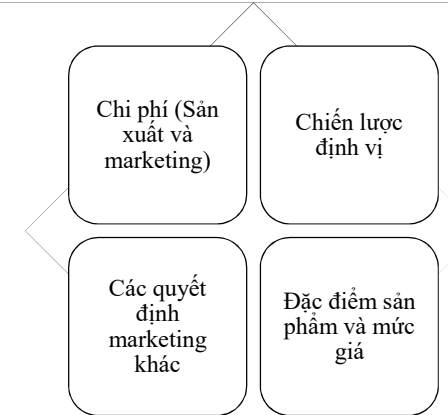 Chi phí (Sản
xuất và
marketing)
Chiến lược
định vị
Các quyết
định
marketing
khác
Đặc điểm sản
phẩm và mức
giá